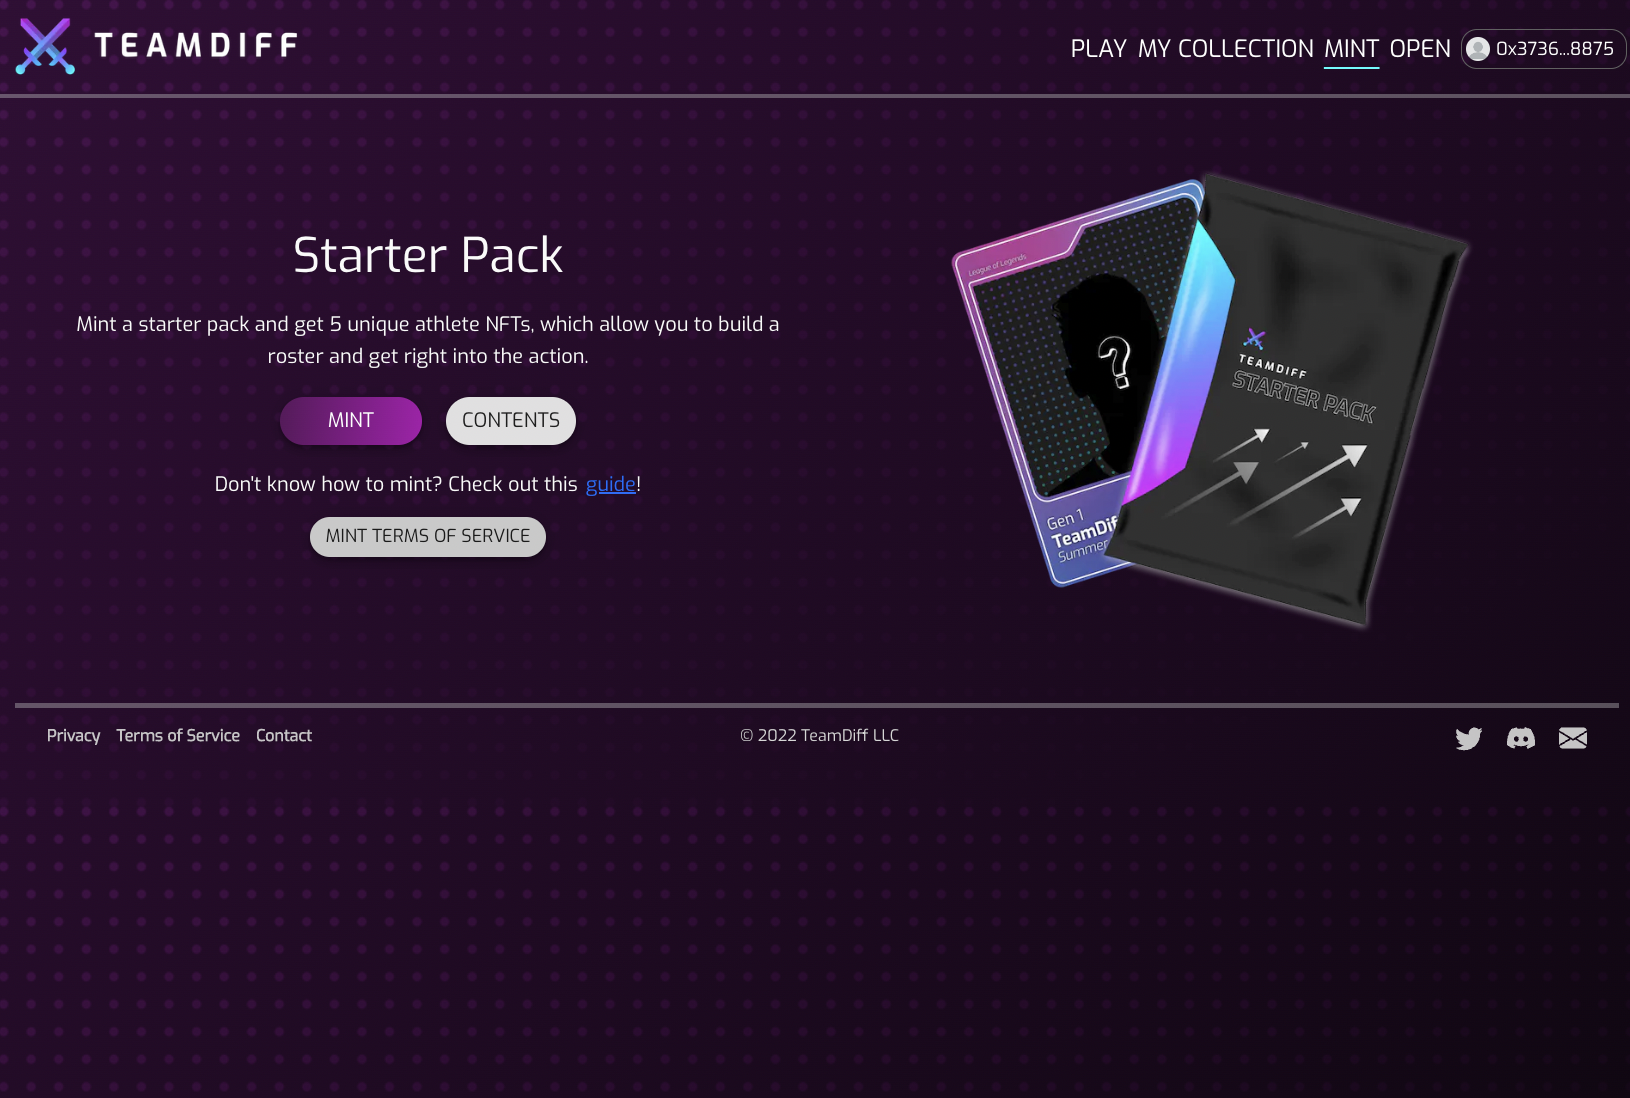 TEAMDIFF
PLAY MY COLLECTION MINT OPEN 0x3736...8875
Starter Pack
Mint a starter pack and get 5 unique athlete NFTs, which allow you to build a
roster and get right into the action.
MINT CONTENTS
Don't know how to mint? Check out this guide!
MINT TERMS OF SERVICE
League of Legends
?
Gen 1
TeamDif
Summer
TEAMDIFF
STARTER PACK
Privacy Terms of Service Contact
© 2022 TeamDiff LLC